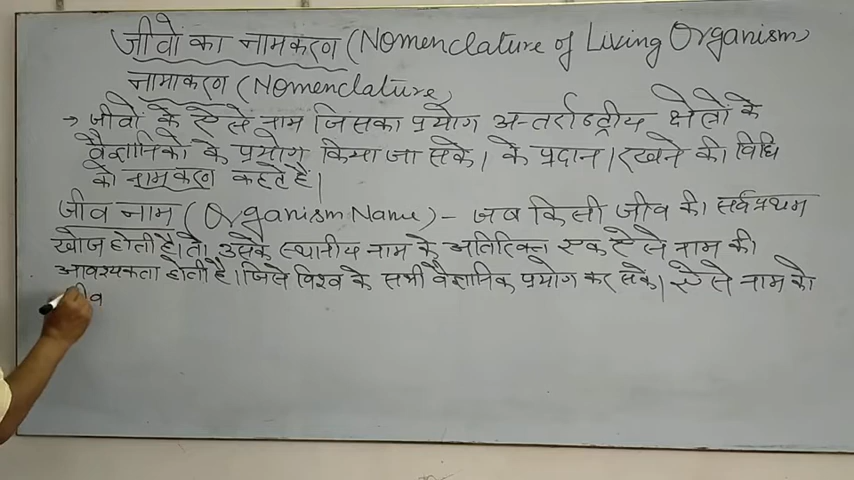 जीवों का नामकरण (Nomenclature of Living Organism)
नामाकरण (Nomenclature)
→ जीवों के ऐसे नाम जिसका प्रयोग अन्तर्राष्ट्रीय क्षेत्रों के
वैज्ञानिकों के प्रयोग किया जा सके। के प्रदान / रखने की विधि
को नामकरण कहते हैं।
जीव नाम (Organism Name) - जब किसी जीव की सर्वप्रथम
खोज होती है। तो उसके स्थानीय नाम के अतिरिक्त एक ऐसे नाम की
आवश्यकता होती है। जिसे विश्व के सभी वैज्ञानिक प्रयोग कर सके। ऐसे नाम को
जीव